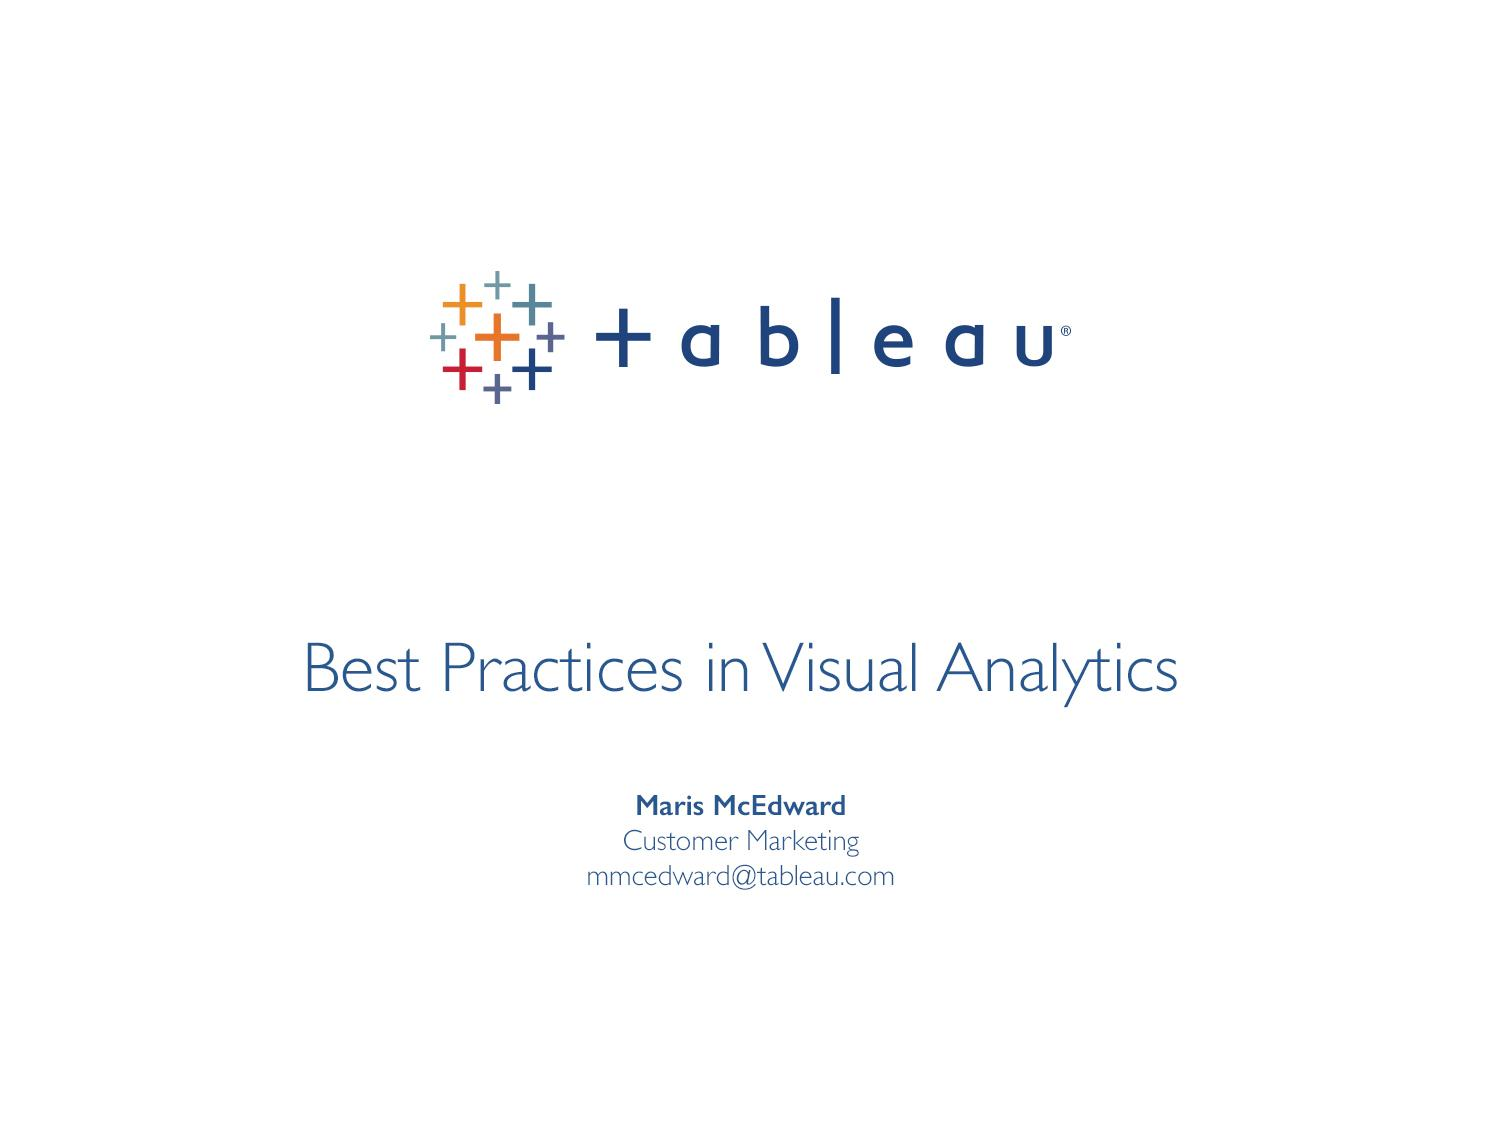 tableau®
Best Practices in Visual Analytics
Maris McEdward
Customer Marketing
mmcedward@tableau.com